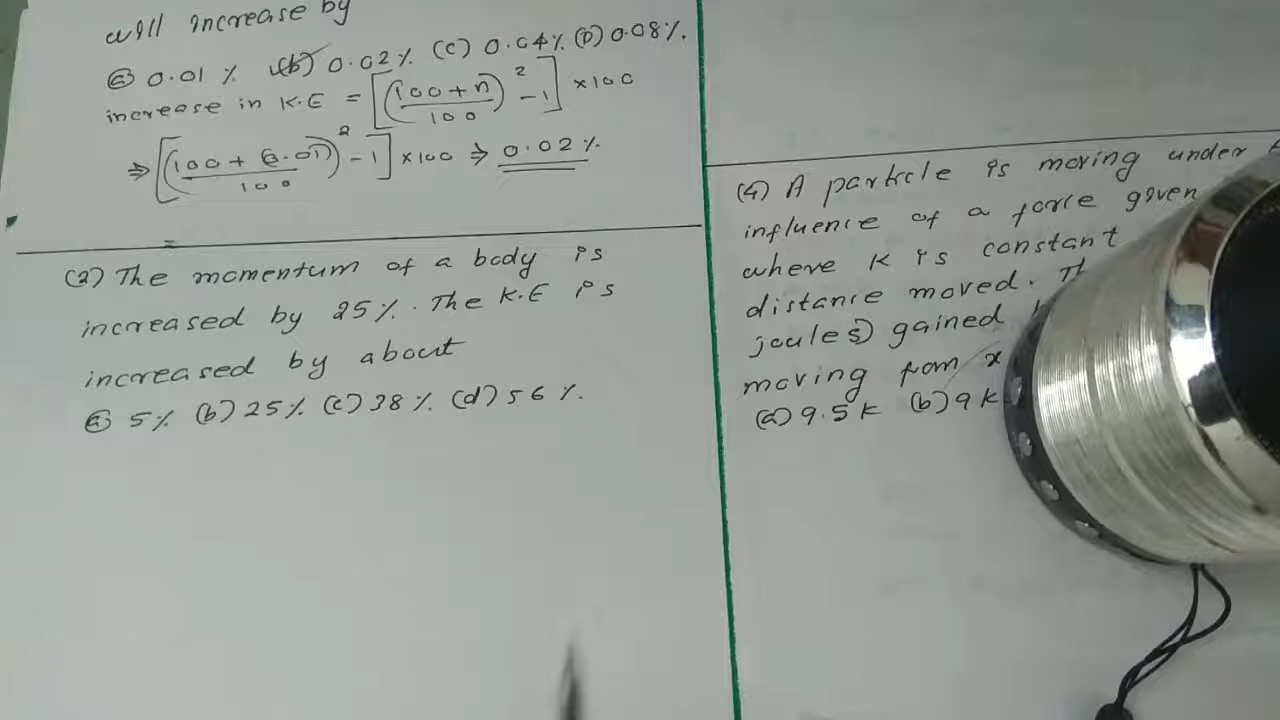 will increase by
(a) 0.01 % (b) 0.02 % (c) 0.04% (D) 0.08%.
increase in K.E = [(100+n / 100)² - 1] × 100
⇒ [(100 + (0.01) / 100)² - 1] × 100 ⇒ 0.02 %.
=
(2) The momentum of a body is
increased by 25 %. The K.E is
increased by about
(a) 5% (b) 25% (c) 38 % (d) 56 %.
(4) A particle is moving under
influence of a force given
where K is constant
distance moved.
joules) gained
moving from x
(a) 9.5 K (b) 9 K